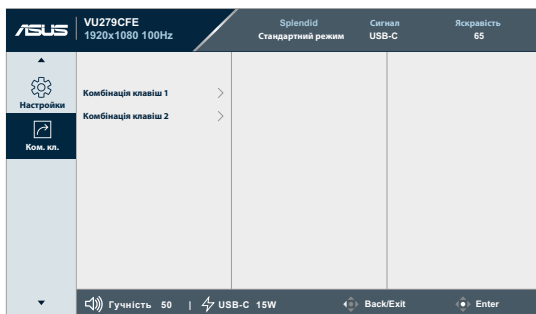 ASUS
VU279CFE
1920x1080 100Hz
Splendid
Стандартний режим
Сигнал
USB-C
Яскравість
65
Настройки
Ком. кл.
Комбінація клавіш 1
Комбінація клавіш 2
Гучність 50 | USB-C 15W
Back/Exit
Enter